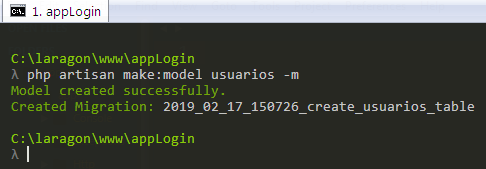 1. appLogin
C:\laragon\www\appLogin
λ php artisan make:model usuarios -m
Model created successfully.
Created Migration: 2019_02_17_150726_create_usuarios_table
C:\laragon\www\appLogin
λ